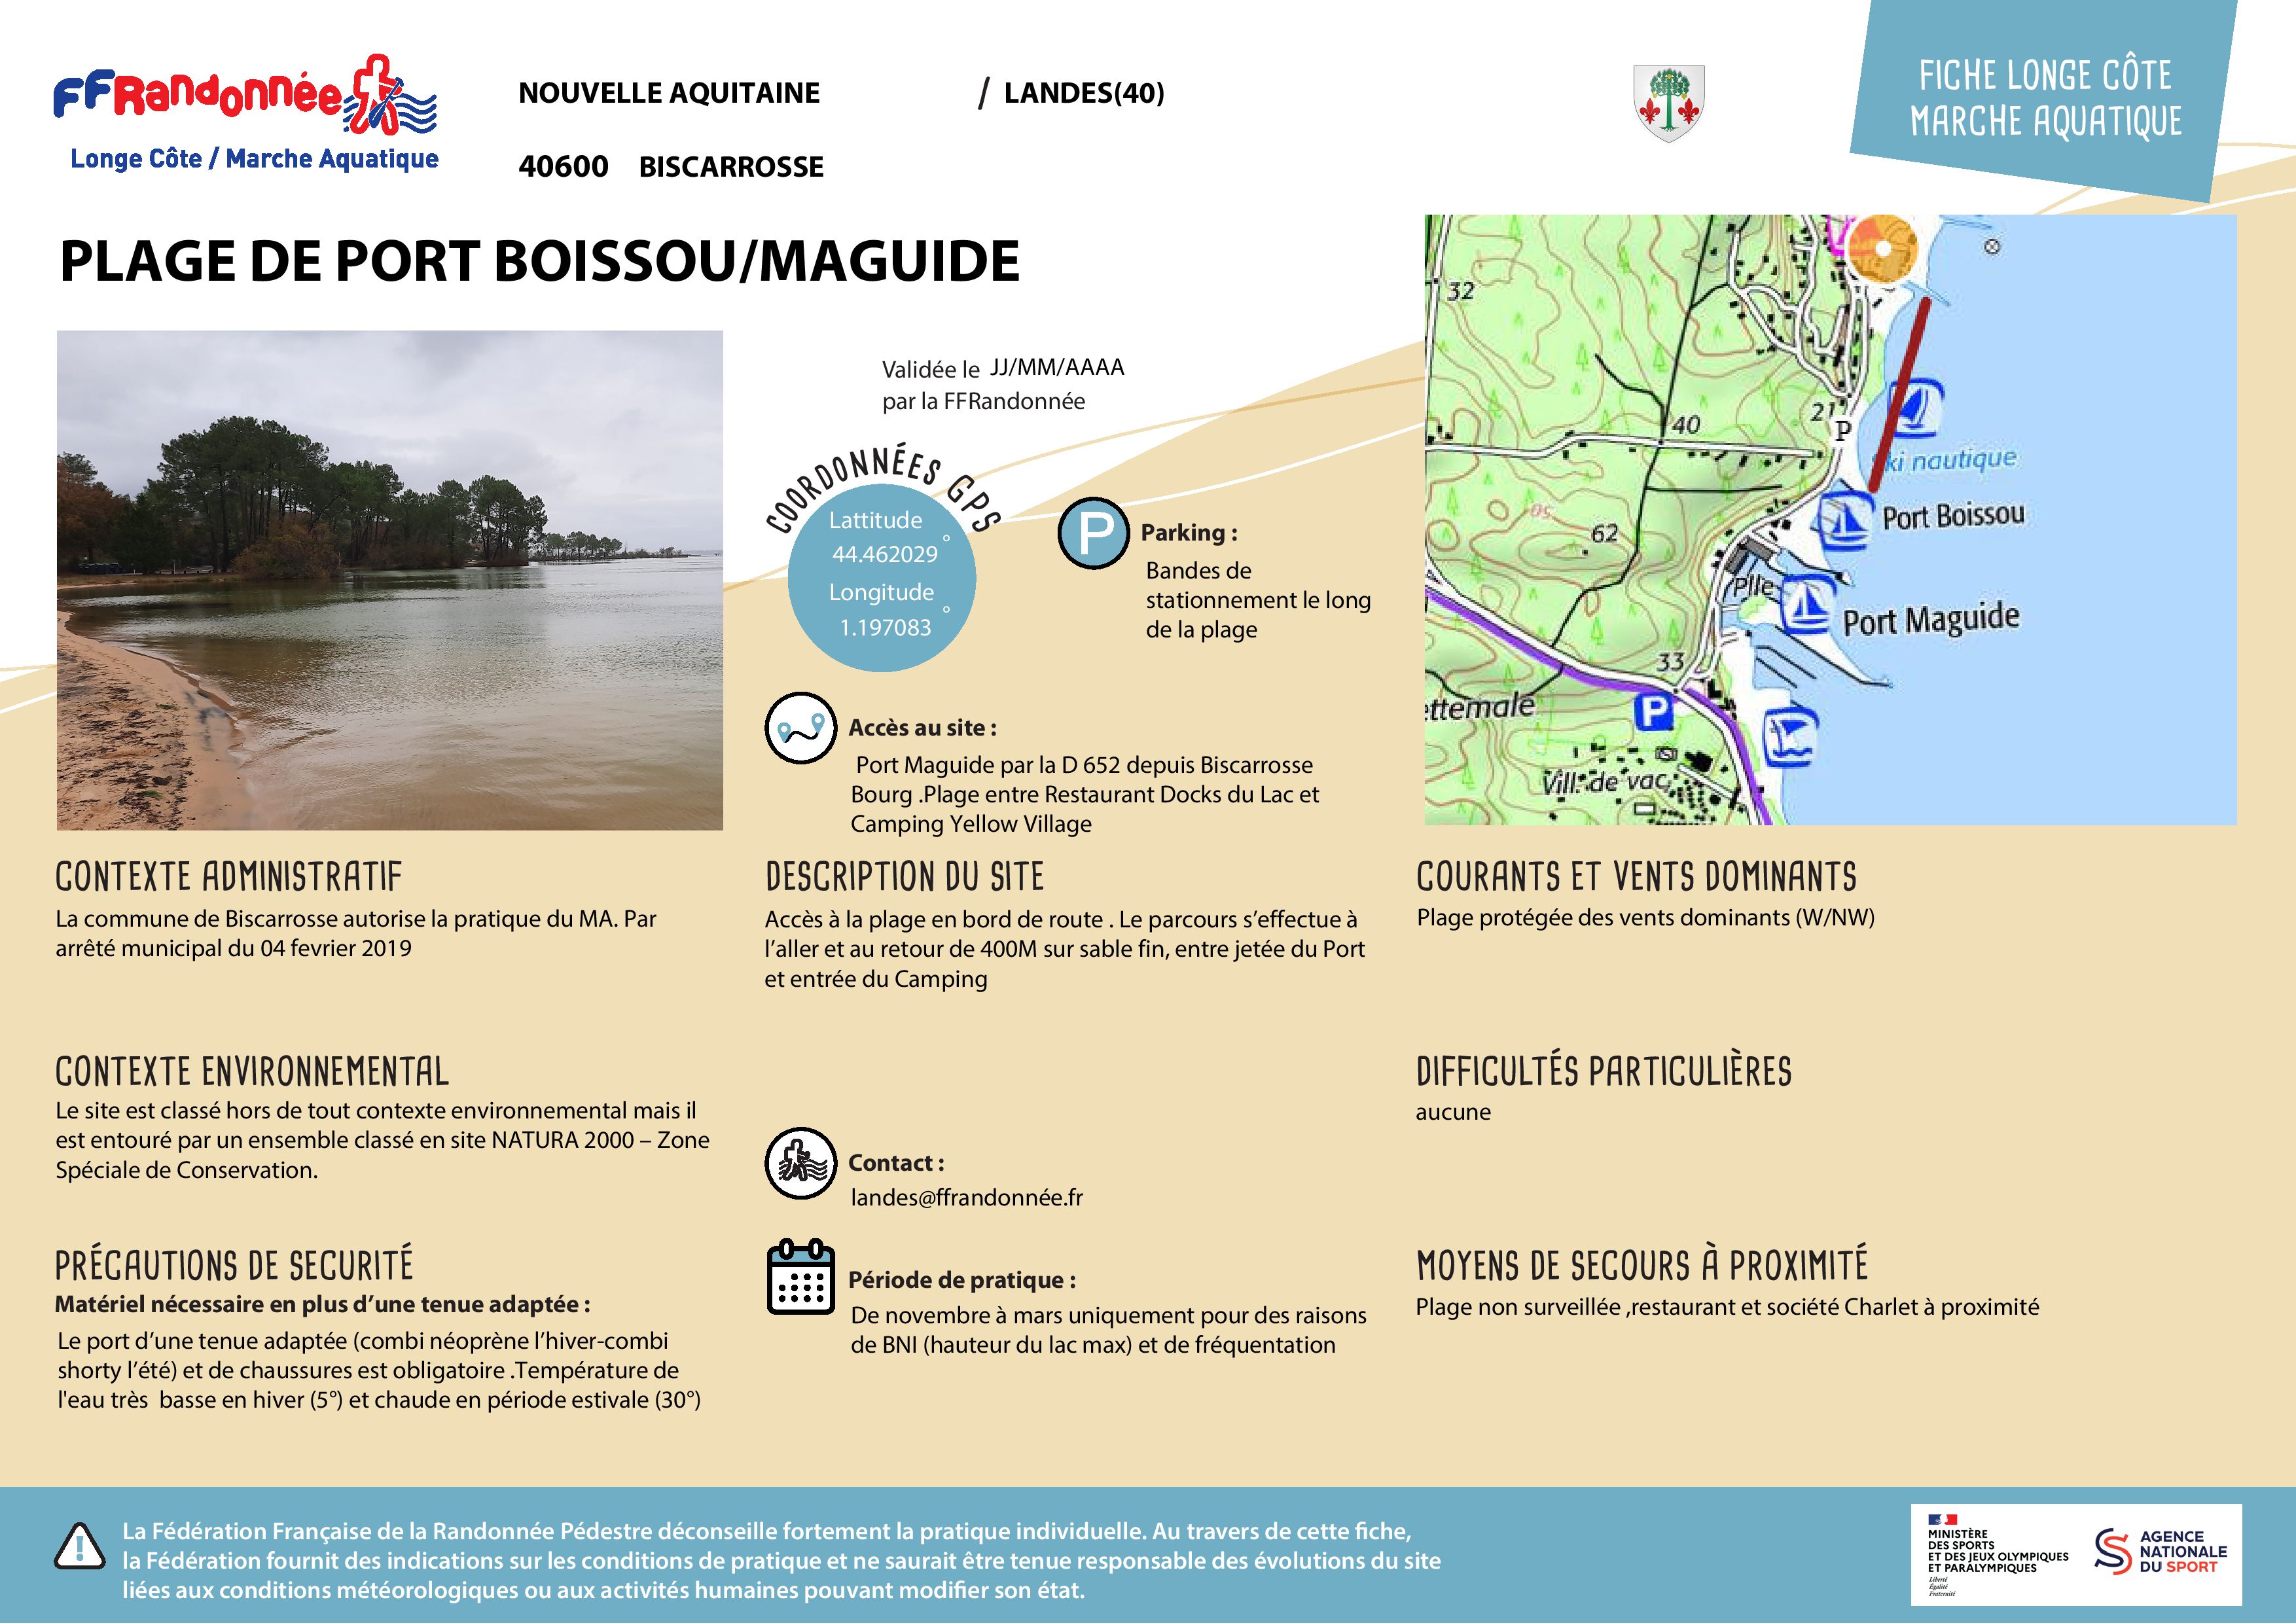 FFRandonnée
Longe Côte / Marche Aquatique
NOUVELLE AQUITAINE / LANDES(40)
40600 BISCARROSSE
FICHE LONGE CÔTE
MARCHE AQUATIQUE
PLAGE DE PORT BOISSOU/MAGUIDE
Validée le JJ/MM/AAAA
par la FFRandonnée
COORDONNÉES GPS
Lattitude
44.462029 °
Longitude
1.197083 °
P
Parking :
Bandes de
stationnement le long
de la plage
Accès au site :
Port Maguide par la D 652 depuis Biscarrosse
Bourg .Plage entre Restaurant Docks du Lac et
Camping Yellow Village
32
40
21
P
ki nautique
Port Boissou
62
Plle
Port Maguide
33
ettemale
P
Vill. de vac.
CONTEXTE ADMINISTRATIF
La commune de Biscarrosse autorise la pratique du MA. Par
arrêté municipal du 04 fevrier 2019
CONTEXTE ENVIRONNEMENTAL
Le site est classé hors de tout contexte environnemental mais il
est entouré par un ensemble classé en site NATURA 2000 – Zone
Spéciale de Conservation.
PRÉCAUTIONS DE SECURITÉ
Matériel nécessaire en plus d’une tenue adaptée :
Le port d’une tenue adaptée (combi néoprène l’hiver-combi
shorty l’été) et de chaussures est obligatoire .Température de
l'eau très  basse en hiver (5°) et chaude en période estivale (30°)
DESCRIPTION DU SITE
Accès à la plage en bord de route . Le parcours s’effectue à
l’aller et au retour de 400M sur sable fin, entre jetée du Port
et entrée du Camping
Contact :
landes@ffrandonnée.fr
Période de pratique :
De novembre à mars uniquement pour des raisons
de BNI (hauteur du lac max) et de fréquentation
COURANTS ET VENTS DOMINANTS
Plage protégée des vents dominants (W/NW)
DIFFICULTÉS PARTICULIÈRES
aucune
MOYENS DE SECOURS À PROXIMITÉ
Plage non surveillée ,restaurant et société Charlet à proximité
La Fédération Française de la Randonnée Pédestre déconseille fortement la pratique individuelle. Au travers de cette fiche,
la Fédération fournit des indications sur les conditions de pratique et ne saurait être tenue responsable des évolutions du site
liées aux conditions météorologiques ou aux activités humaines pouvant modifier son état.
MINISTÈRE
DES SPORTS
ET DES JEUX OLYMPIQUES
ET PARALYMPIQUES
Liberté
Égalité
Fraternité
AGENCE
NATIONALE
DU SPORT